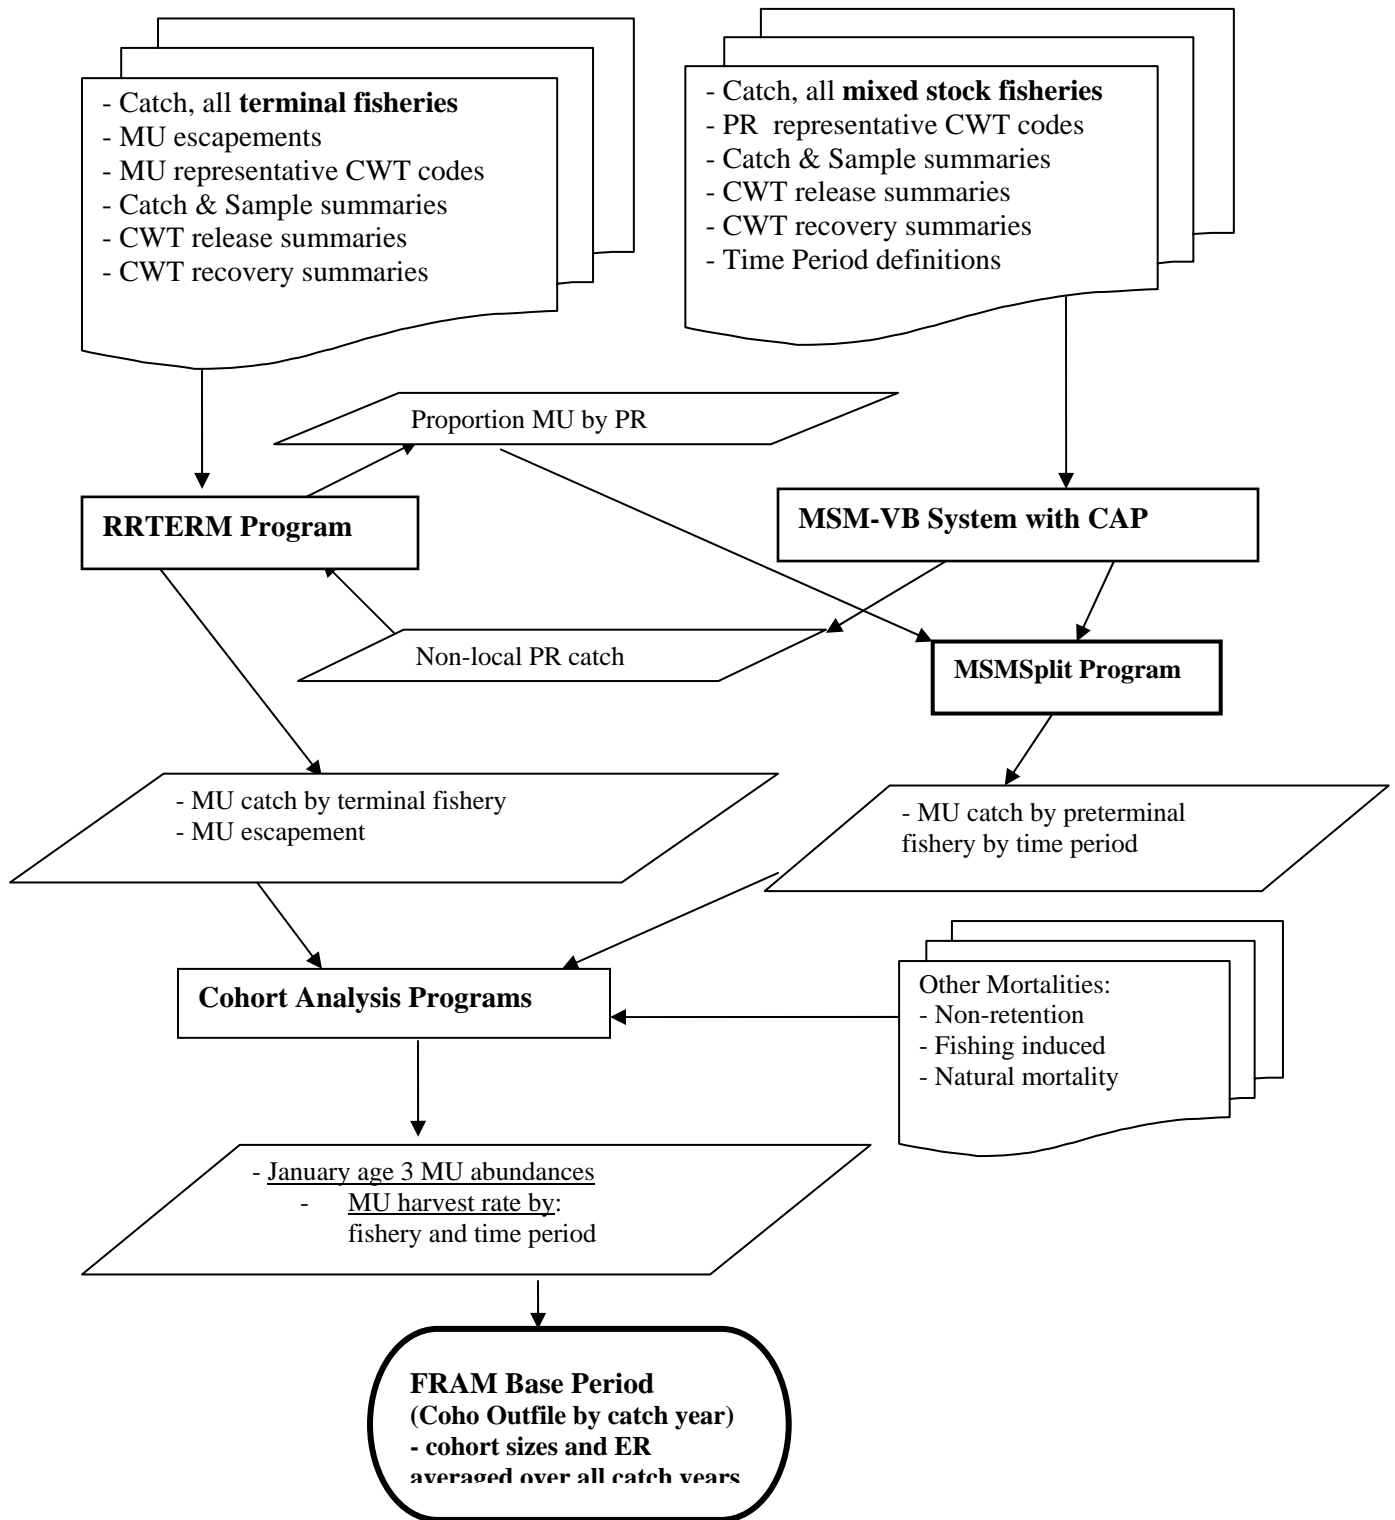 - Catch, all terminal fisheries
- MU escapements
- MU representative CWT codes
- Catch & Sample summaries
- CWT release summaries
- CWT recovery summaries
- Catch, all mixed stock fisheries
- PR representative CWT codes
- Catch & Sample summaries
- CWT release summaries
- CWT recovery summaries
- Time Period definitions
Proportion MU by PR
RRTERM Program
MSM-VB System with CAP
Non-local PR catch
MSMSplit Program
- MU catch by terminal fishery
- MU escapement
- MU catch by preterminal
fishery by time period
Cohort Analysis Programs
Other Mortalities:
- Non-retention
- Fishing induced
- Natural mortality
- January age 3 MU abundances
- MU harvest rate by:
fishery and time period
FRAM Base Period
(Coho Outfile by catch year)
- cohort sizes and ER
averaged over all catch years